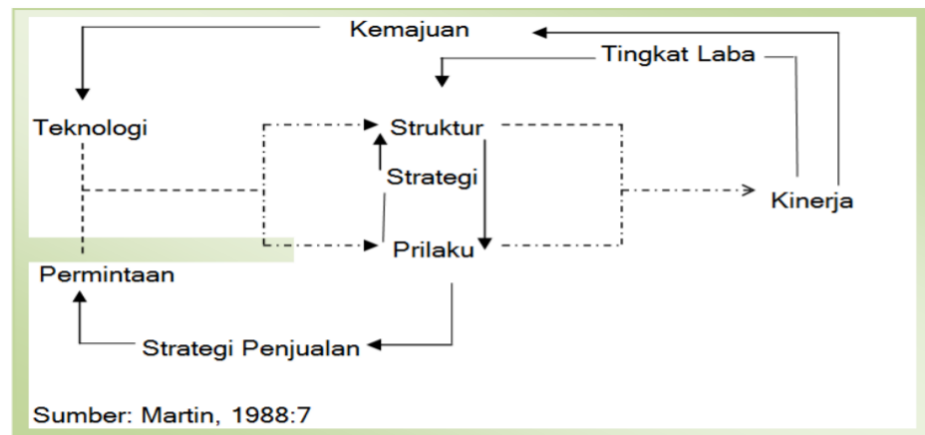 Kemajuan
Tingkat Laba
Teknologi
Struktur
Strategi
Kinerja
Prilaku
Permintaan
Strategi Penjualan
Sumber: Martin, 1988:7